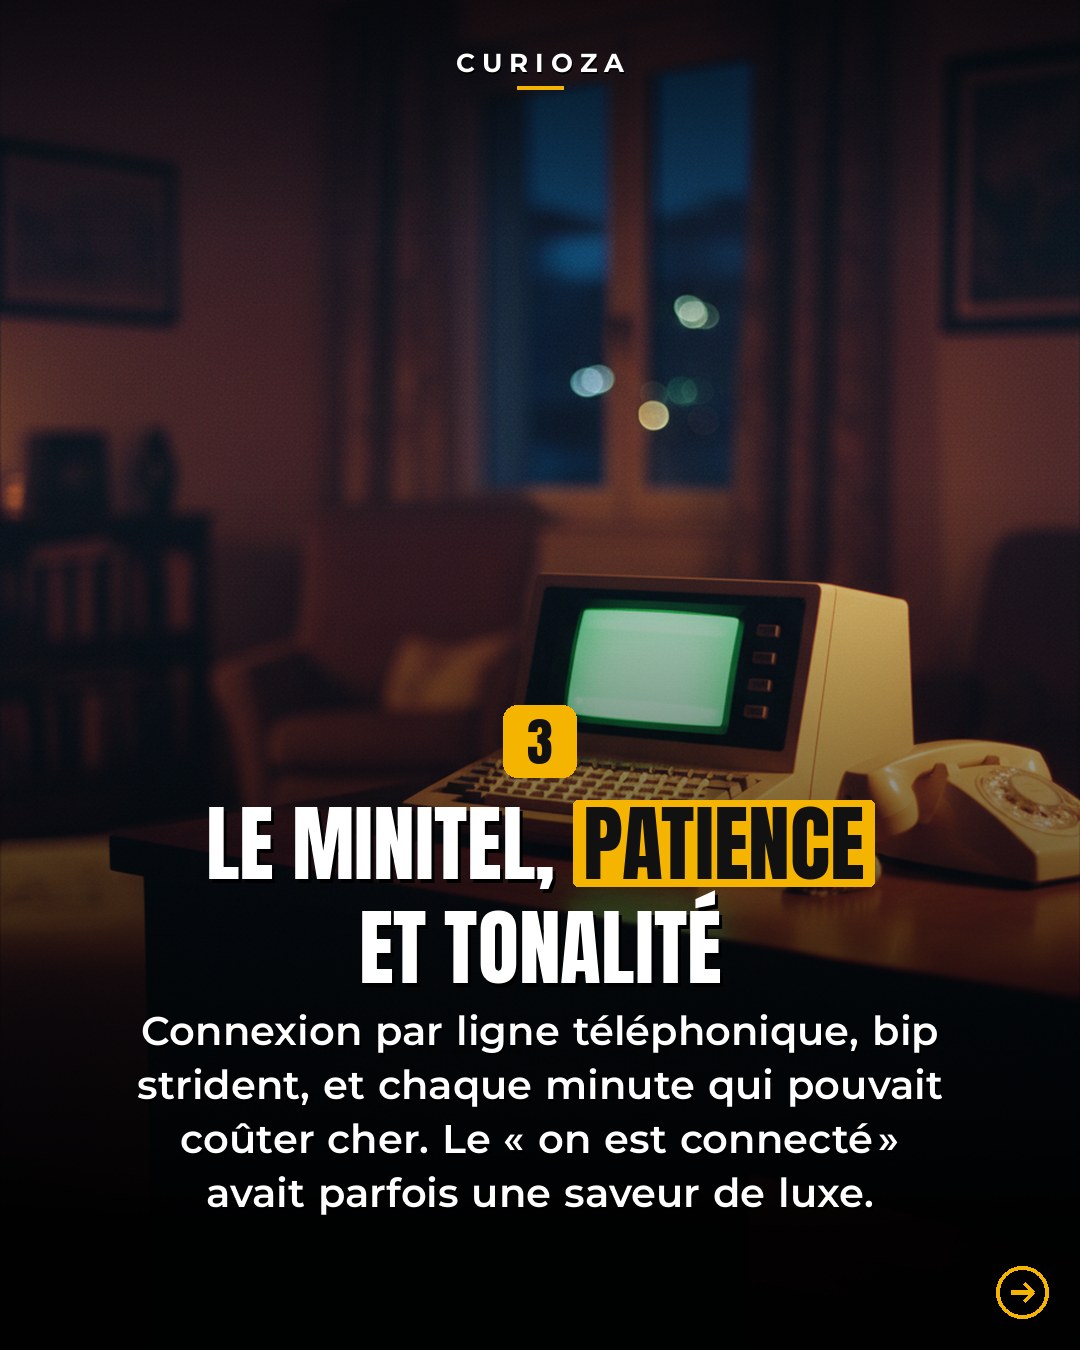 CURIOZA
3
LE MINITEL, PATIENCE
ET TONALITÉ
Connexion par ligne téléphonique, bip
strident, et chaque minute qui pouvait
coûter cher. Le « on est connecté »
avait parfois une saveur de luxe.